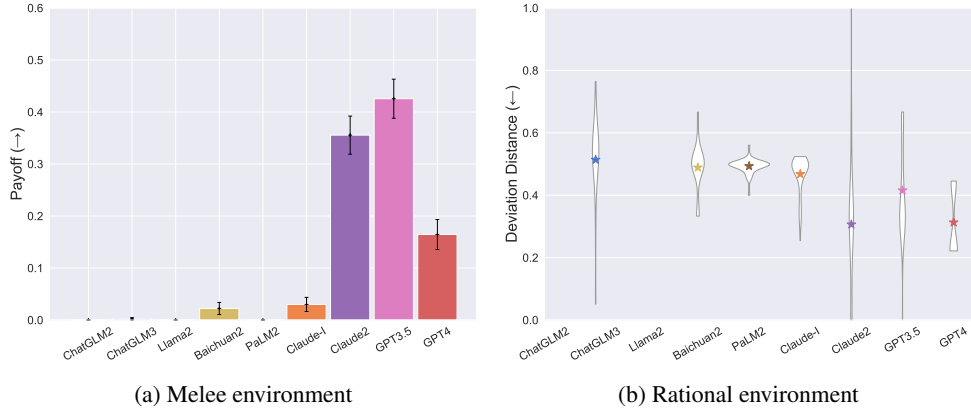 0.6
0.5
0.4
0.3
0.2
0.1
0.0
Payoff (→)
ChatGLM2
ChatGLM3
Llama2
Baichuan2
PaLM2
Claude-I
Claude2
GPT3.5
GPT4
(a) Melee environment
1.0
0.8
0.6
0.4
0.2
0.0
Deviation Distance (←)
ChatGLM2
ChatGLM3
Llama2
Baichuan2
PaLM2
Claude-I
Claude2
GPT3.5
GPT4
(b) Rational environment